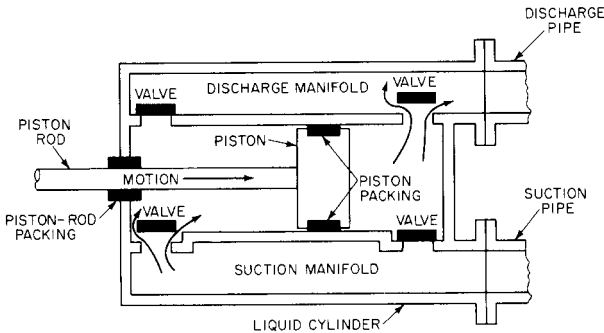 DISCHARGE
PIPE
VALVE
DISCHARGE MANIFOLD
VALVE
PISTON
ROD
PISTON
MOTION
PISTON
PACKING
SUCTION
PIPE
PISTON-ROD
PACKING
VALVE
VALVE
SUCTION MANIFOLD
LIQUID CYLINDER